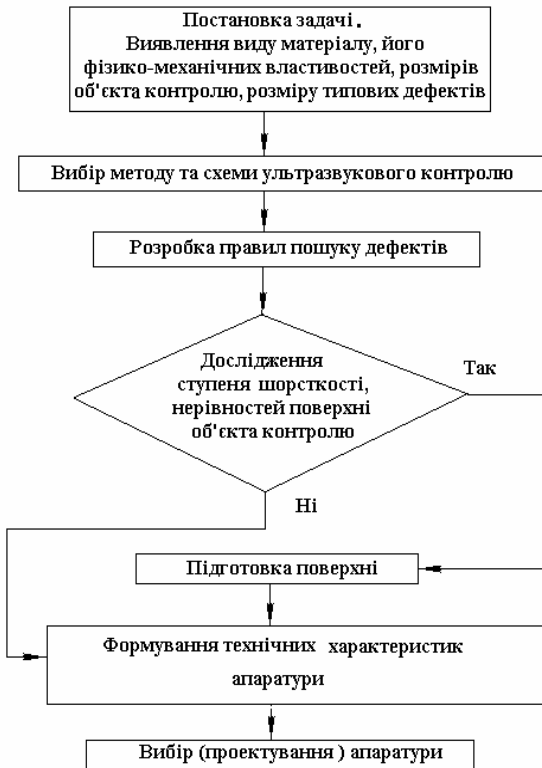 Постановка задачі.
Виявлення виду матеріалу, його
фізико-механічних властивостей, розмірів
об'єкта контролю, розміру типових дефектів
Вибір методу та схеми ультразвукового контролю
Розробка правил пошуку дефектів
Дослідження
ступеня шорсткості,
нерівностей поверхні
об'єкта контролю
Так
Ні
Підготовка поверхні
Формування технічних характеристик
апаратури
Вибір (проектування ) апаратури